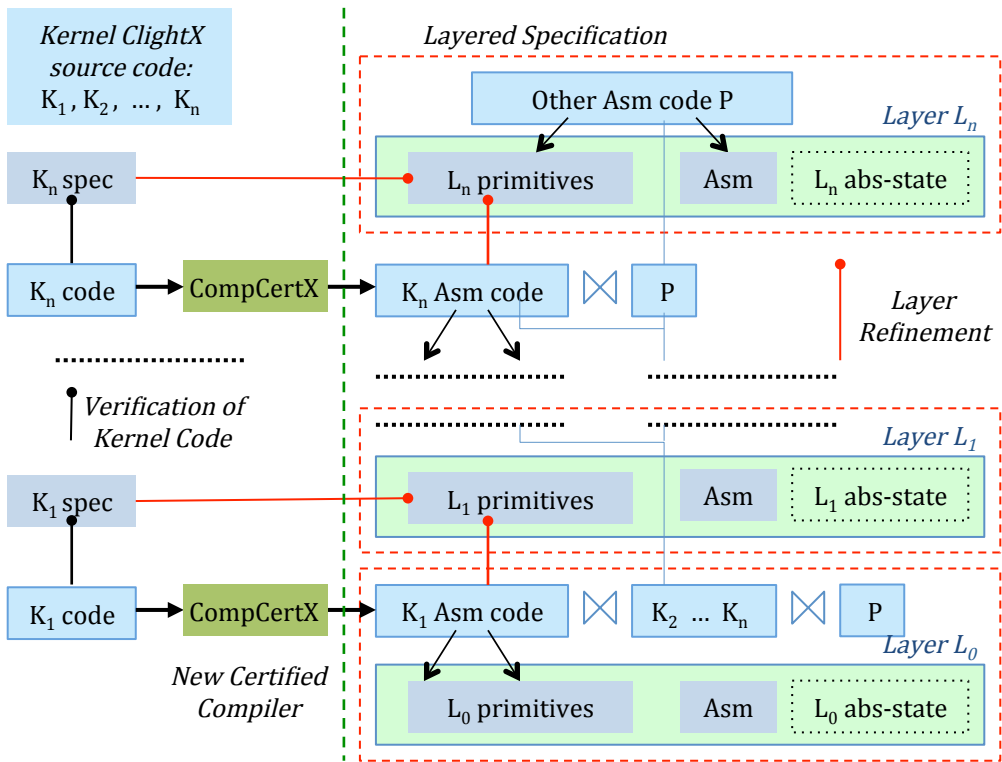 Kernel ClightX
source code:
K₁ , K₂ , … , Kₙ
Layered Specification
Other Asm code P
Layer Lₙ
Kₙ spec
Lₙ primitives
Asm
Lₙ abs-state
Kₙ code
CompCertX
Kₙ Asm code
P
Layer
Refinement
Verification of
Kernel Code
Layer L₁
K₁ spec
L₁ primitives
Asm
L₁ abs-state
K₁ code
CompCertX
K₁ Asm code
K₂ … Kₙ
P
Layer L₀
New Certified
Compiler
L₀ primitives
Asm
L₀ abs-state